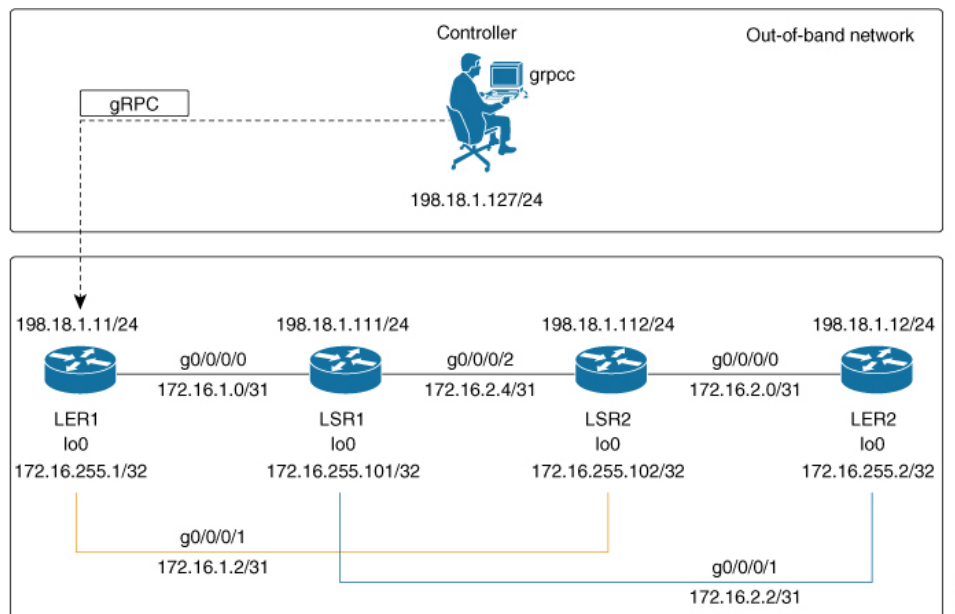 Controller
Out-of-band network
grpcc
gRPC
198.18.1.127/24
198.18.1.11/24
198.18.1.111/24
198.18.1.112/24
198.18.1.12/24
g0/0/0/0
g0/0/0/2
g0/0/0/0
172.16.1.0/31
172.16.2.4/31
172.16.2.0/31
LER1
LSR1
LSR2
LER2
lo0
lo0
lo0
lo0
172.16.255.1/32
172.16.255.101/32
172.16.255.102/32
172.16.255.2/32
g0/0/0/1
172.16.1.2/31
g0/0/0/1
172.16.2.2/31